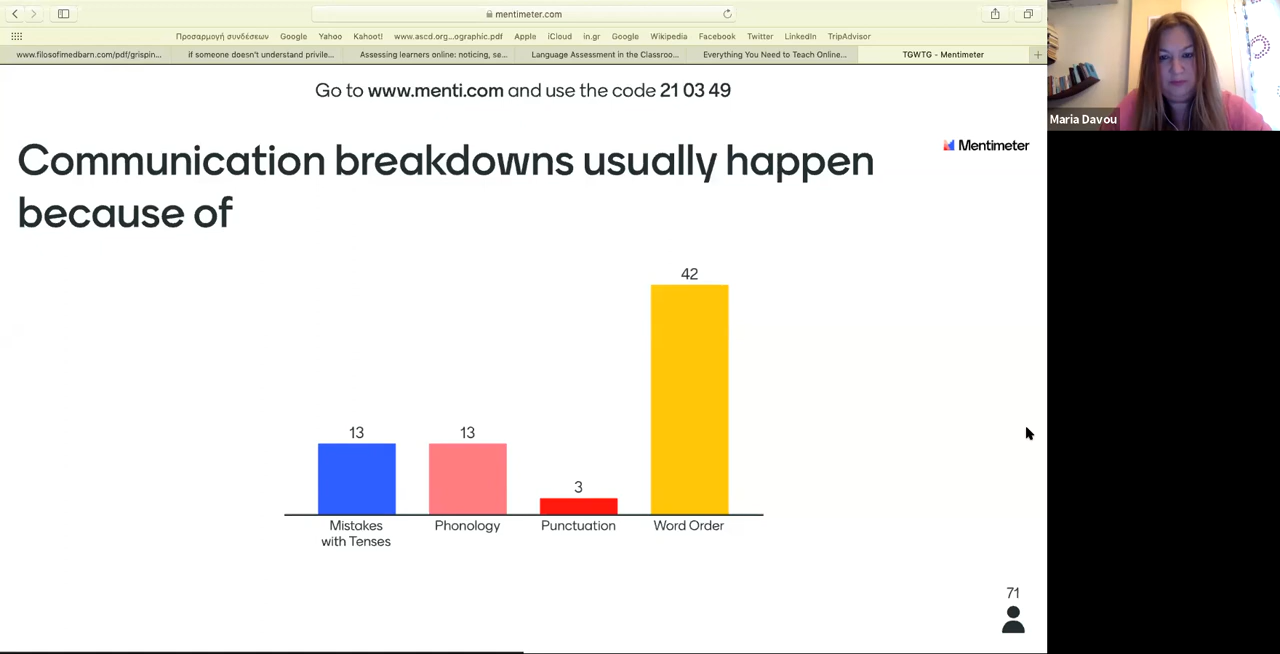 mentimeter.com
Προσαρμογή συνδέσεων Google Yahoo Kahoot! www.ascd.org...ographic.pdf Apple iCloud in.gr Google Wikipedia Facebook Twitter LinkedIn TripAdvisor
www.filosofimedbarn.com/pdf/grispin... if someone doesn't understand privile... Assessing learners online: noticing, se... Language Assessment in the Classroo... Everything You Need to Teach Online... TGWTG - Mentimeter
Maria Davou
Go to www.menti.com and use the code 21 03 49
Mentimeter
Communication breakdowns usually happen
because of
42
13 13
3
Mistakes
with Tenses
Phonology
Punctuation
Word Order
71